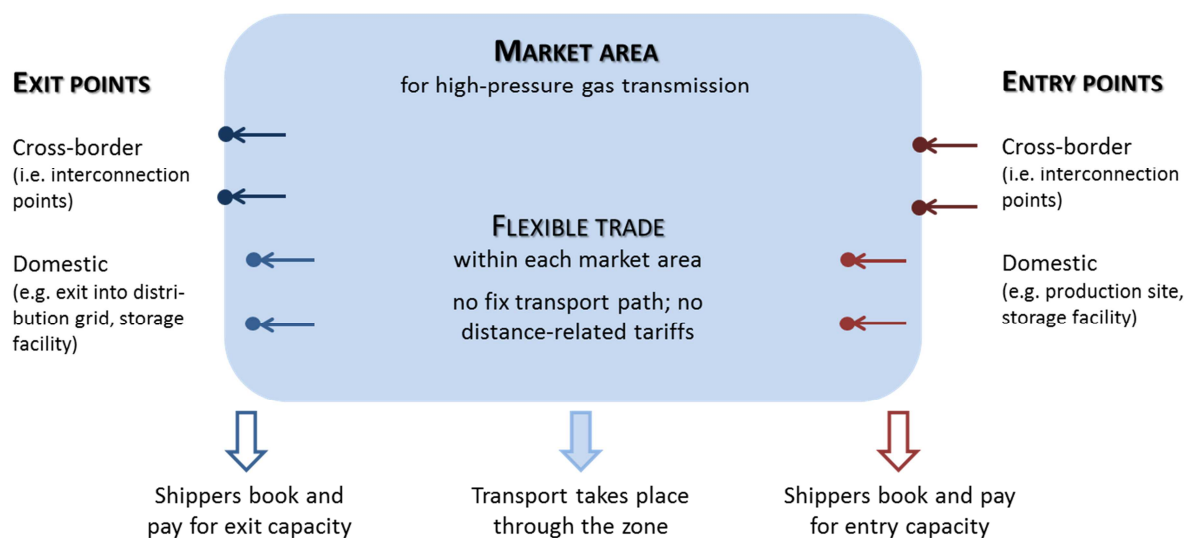 MARKET AREA
for high-pressure gas transmission
EXIT POINTS
Cross-border
(i.e. interconnection
points)
Domestic
(e.g. exit into distri-
bution grid, storage
facility)
FLEXIBLE TRADE
within each market area
no fix transport path; no
distance-related tariffs
ENTRY POINTS
Cross-border
(i.e. interconnection
points)
Domestic
(e.g. production site,
storage facility)
Shippers book and
pay for exit capacity
Transport takes place
through the zone
Shippers book and pay
for entry capacity